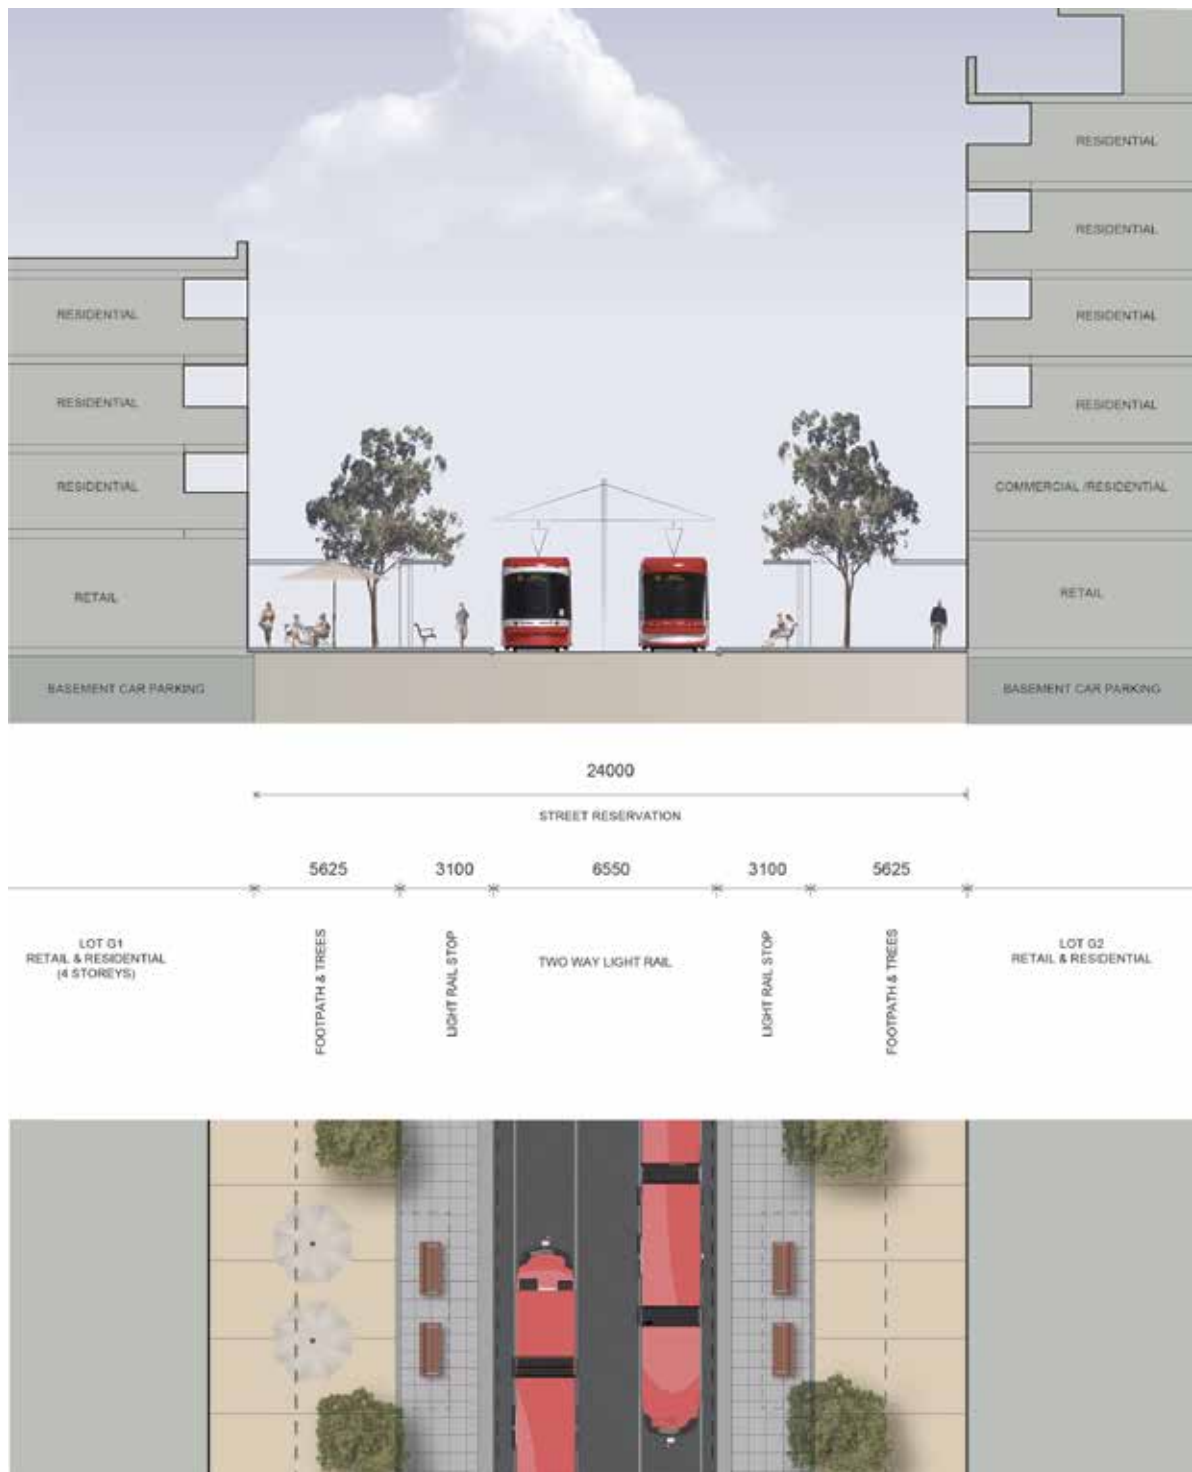 RESIDENTIAL
RESIDENTIAL
RESIDENTIAL
RESIDENTIAL
RESIDENTIAL
RESIDENTIAL
RESIDENTIAL
COMMERCIAL /RESIDENTIAL
RETAIL
RETAIL
BASEMENT CAR PARKING
BASEMENT CAR PARKING
24000
STREET RESERVATION
5625
3100
6550
3100
5625
LOT G1
RETAIL & RESIDENTIAL
(4 STOREYS)
FOOTPATH & TREES
LIGHT RAIL STOP
TWO WAY LIGHT RAIL
LIGHT RAIL STOP
FOOTPATH & TREES
LOT G2
RETAIL & RESIDENTIAL